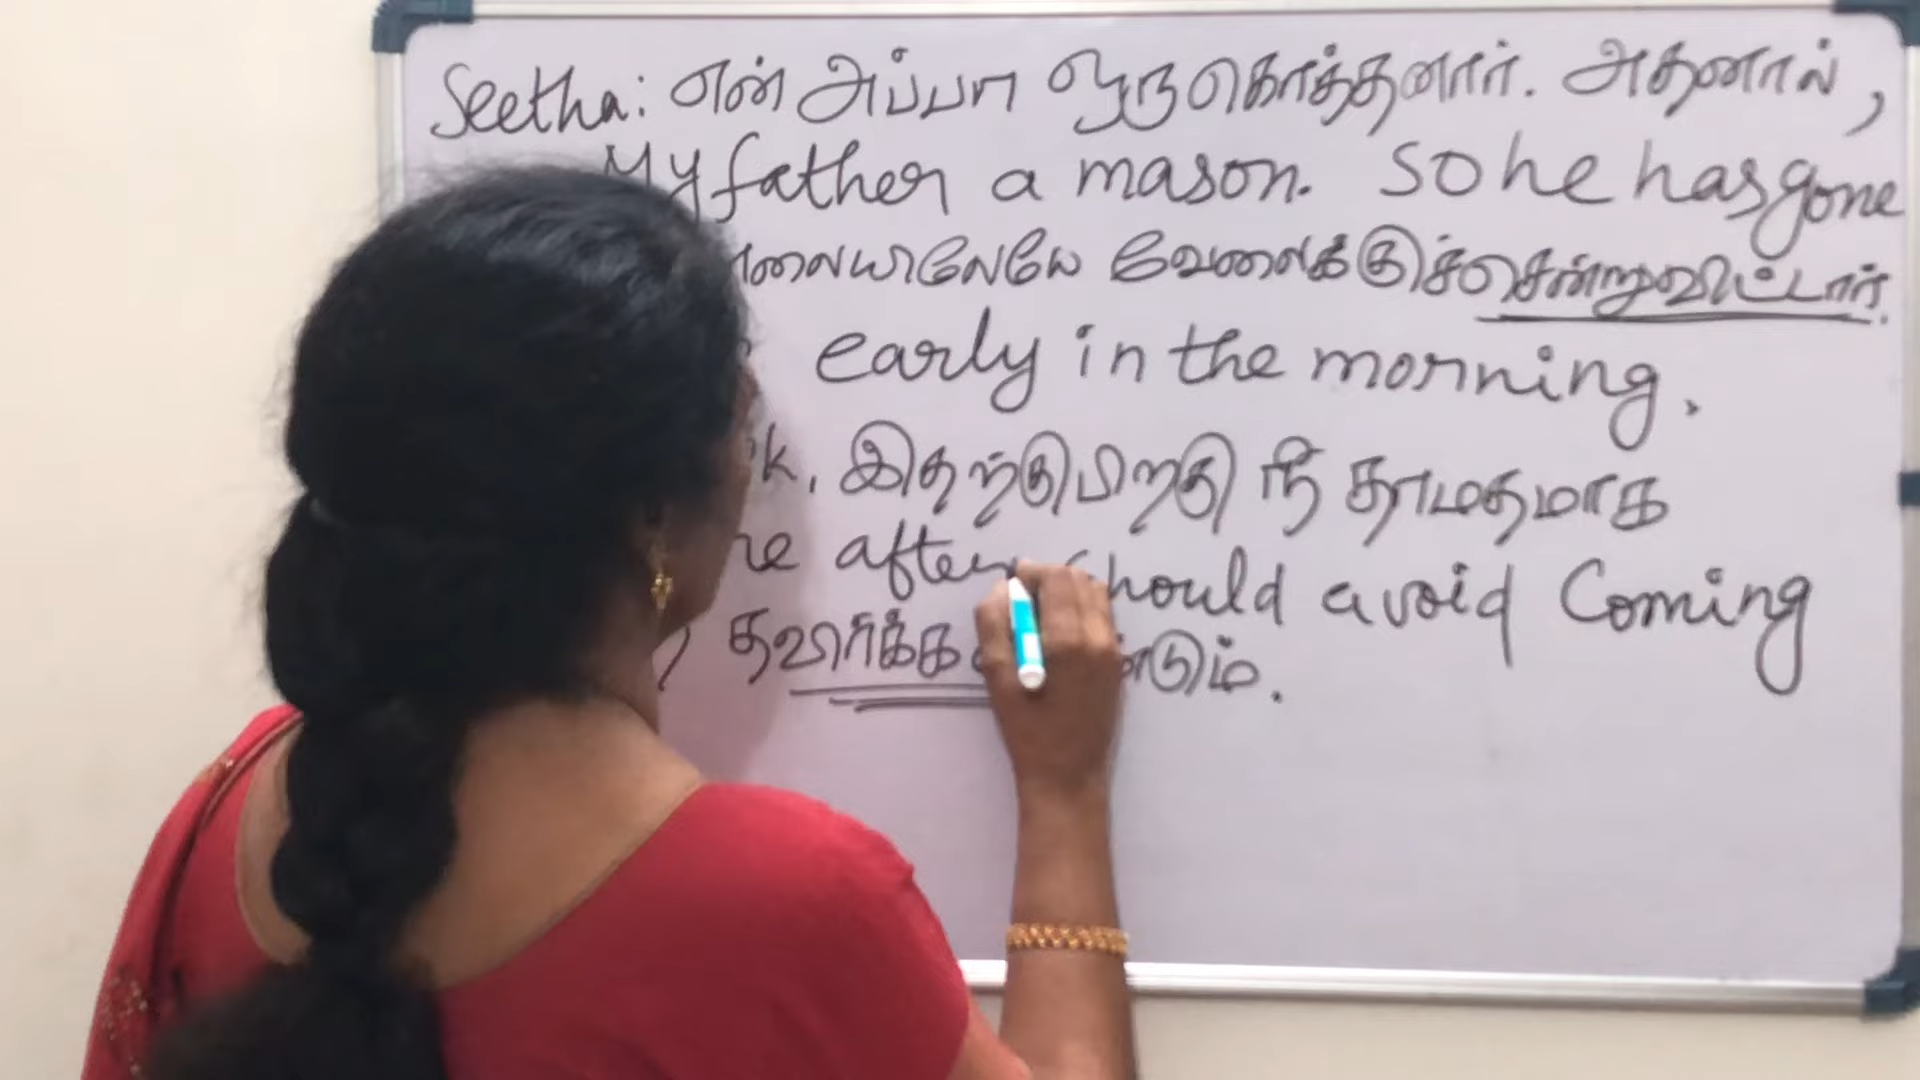 Seetha: என் அப்பா ஒரு கொத்தனார். அதனால்,
My father a mason. So he has gone
வேலைக்குச்சென்றுவிட்டார்.
early in the morning.
இதற்குபிறகு நீ தாமதமாக
after should avoid Coming
தவிர்க்க